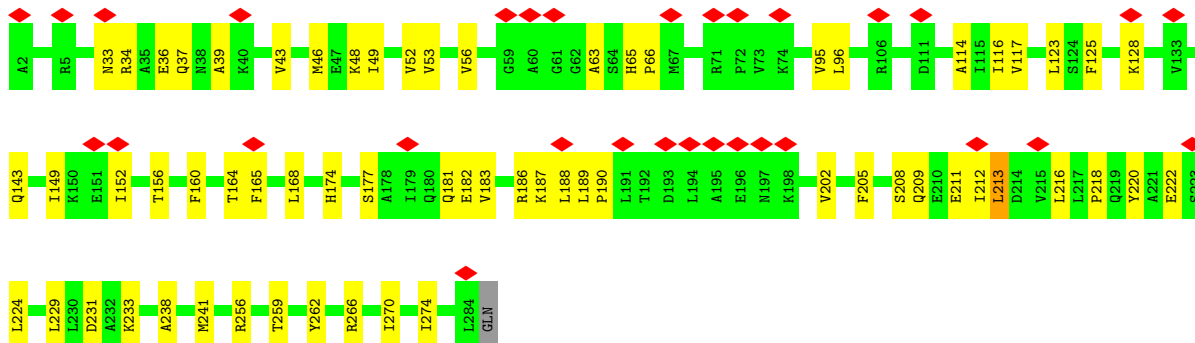 A2 R5 N33 R34 A35 E36 Q37 N38 A39 K40 V43 M46 E47 K48 I49 V52 V53 V56 G59 A60 G61 G62 A63 S64 H65 P66 M67 R71 P72 V73 K74 V95 L96 R106 D111 A114 I115 I116 V117 L123 S124 F125 K128 V133
Q143 I149 K150 E151 I152 T156 F160 T164 F165 L168 H174 S177 A178 I179 Q180 Q181 E182 V183 R186 K187 L188 L189 P190 L191 T192 D193 L194 A195 E196 N197 K198 V202 F205 S208 Q209 E210 E211 I212 L213 D214 V215 L216 L217 P218 Q219 Y220 A221 E222
L224 L229 L230 D231 A232 K233 A238 M241 R256 T259 Y262 R266 I270 I274 L284 GLN